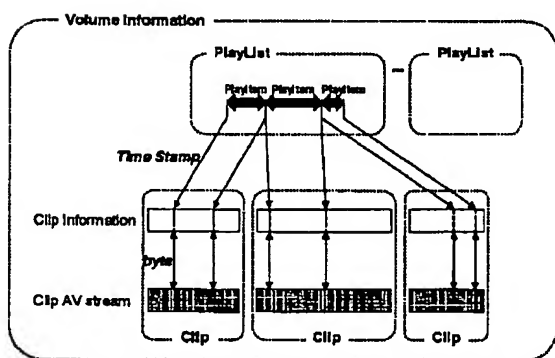 Volume Information
PlayList
PlayList
PlayItem PlayItem PlayItem
Time Stamp
Clip Information
byte
Clip AV stream
Clip
Clip
Clip